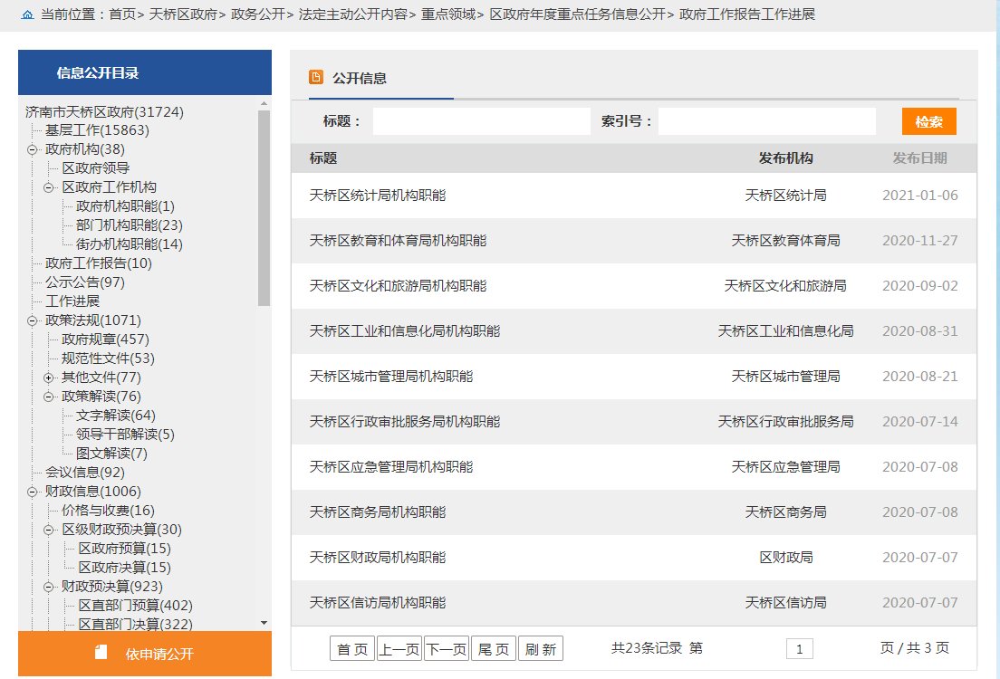 当前位置：首页> 天桥区政府> 政务公开> 法定主动公开内容> 重点领域> 区政府年度重点任务信息公开> 政府工作报告工作进展
信息公开目录
济南市天桥区政府(31724)
基层工作(15863)
政府机构(38)
区政府领导
区政府工作机构
政府机构职能(1)
部门机构职能(23)
街办机构职能(14)
政府工作报告(10)
公示公告(97)
工作进展
政策法规(1071)
政府规章(457)
规范性文件(53)
其他文件(77)
政策解读(76)
文字解读(64)
领导干部解读(5)
图文解读(7)
会议信息(92)
财政信息(1006)
价格与收费(16)
区级财政预决算(30)
区政府预算(15)
区政府决算(15)
财政预决算(923)
区直部门预算(402)
区直部门决算(322)
依申请公开
公开信息
标题： 索引号： 检索
标题 发布机构 发布日期
天桥区统计局机构职能 天桥区统计局 2021-01-06
天桥区教育和体育局机构职能 天桥区教育体育局 2020-11-27
天桥区文化和旅游局机构职能 天桥区文化和旅游局 2020-09-02
天桥区工业和信息化局机构职能 天桥区工业和信息化局 2020-08-31
天桥区城市管理局机构职能 天桥区城市管理局 2020-08-21
天桥区行政审批服务局机构职能 天桥区行政审批服务局 2020-07-14
天桥区应急管理局机构职能 天桥区应急管理局 2020-07-08
天桥区商务局机构职能 天桥区商务局 2020-07-08
天桥区财政局机构职能 区财政局 2020-07-07
天桥区信访局机构职能 天桥区信访局 2020-07-07
首 页 上一页 下一页 尾 页 刷 新 共23条记录 第 1 页 / 共 3 页